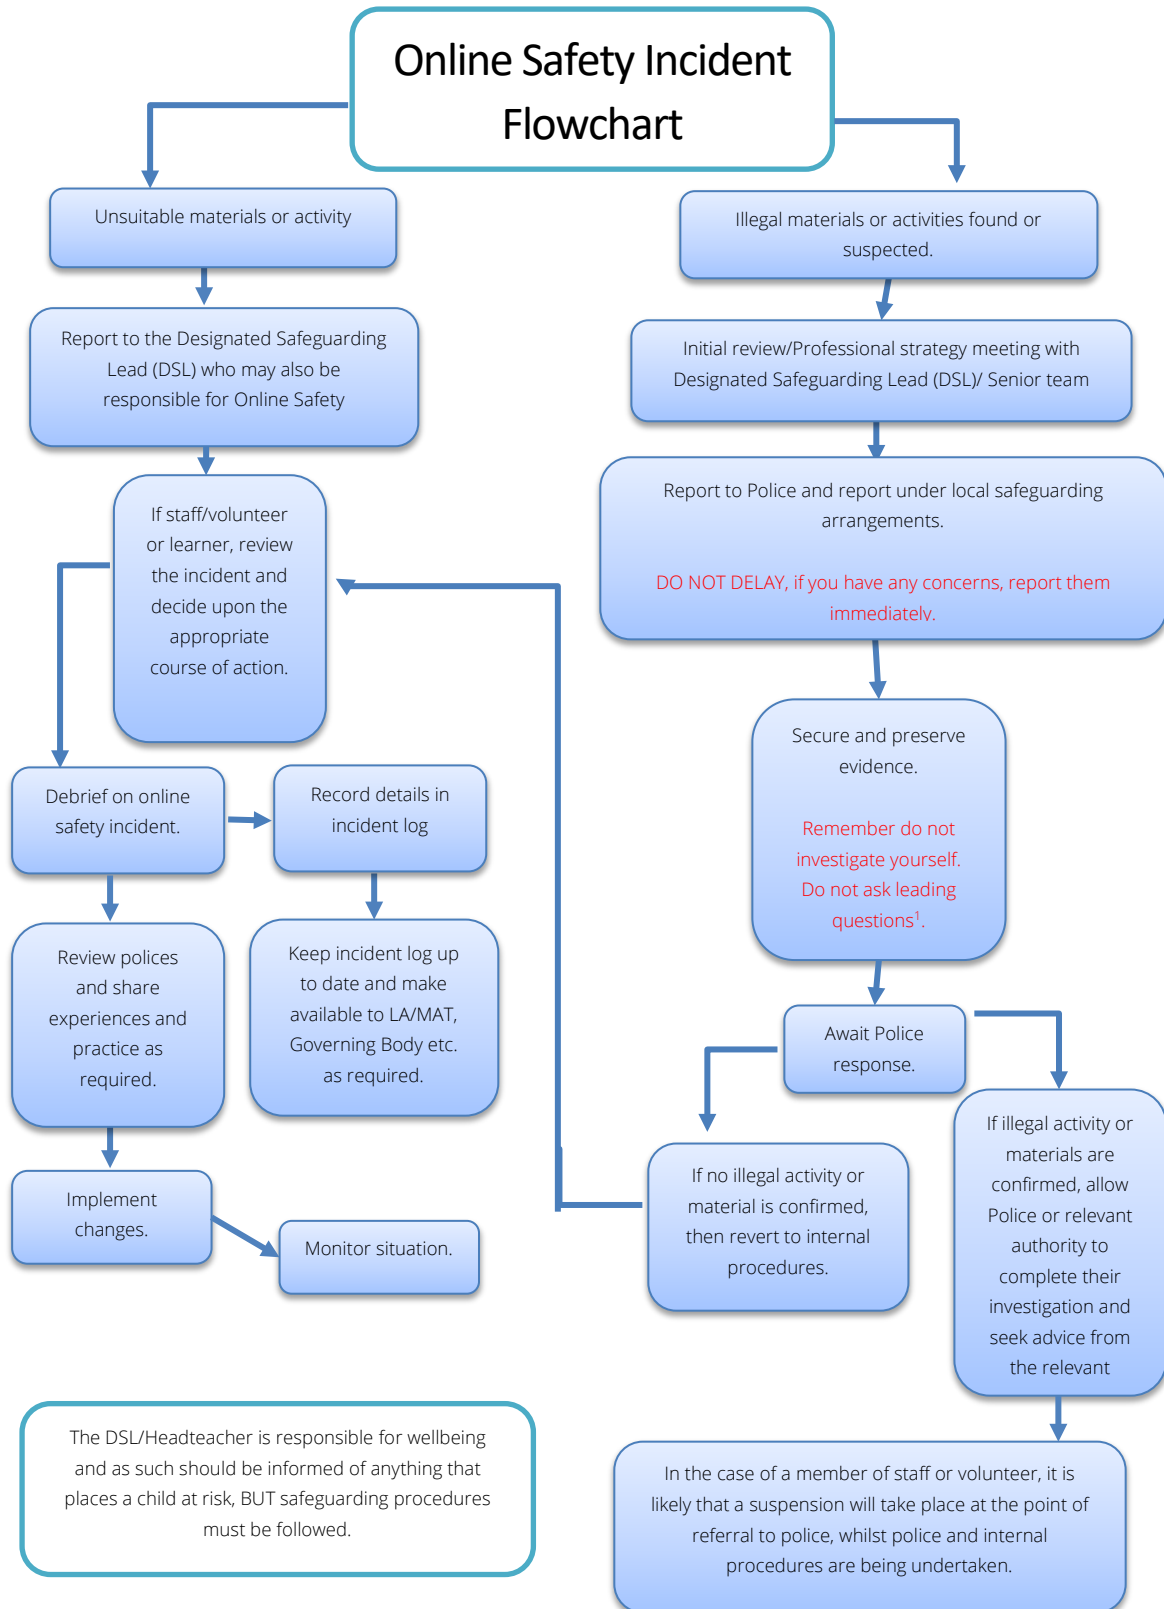 Online Safety Incident
Flowchart
Unsuitable materials or activity
Report to the Designated Safeguarding
Lead (DSL) who may also be
responsible for Online Safety
If staff/volunteer
or learner, review
the incident and
decide upon the
appropriate
course of action.
Debrief on online
safety incident.
Record details in
incident log
Review polices
and share
experiences and
practice as
required.
Keep incident log up
to date and make
available to LA/MAT,
Governing Body etc.
as required.
Implement
changes.
Monitor situation.
Illegal materials or activities found or
suspected.
Initial review/Professional strategy meeting with
Designated Safeguarding Lead (DSL)/ Senior team
Report to Police and report under local safeguarding
arrangements.
DO NOT DELAY, if you have any concerns, report them
immediately.
Secure and preserve
evidence.
Remember do not
investigate yourself.
Do not ask leading
questions¹.
Await Police
response.
If no illegal activity or
material is confirmed,
then revert to internal
procedures.
If illegal activity or
materials are
confirmed, allow
Police or relevant
authority to
complete their
investigation and
seek advice from
the relevant
In the case of a member of staff or volunteer, it is
likely that a suspension will take place at the point of
referral to police, whilst police and internal
procedures are being undertaken.
The DSL/Headteacher is responsible for wellbeing
and as such should be informed of anything that
places a child at risk, BUT safeguarding procedures
must be followed.